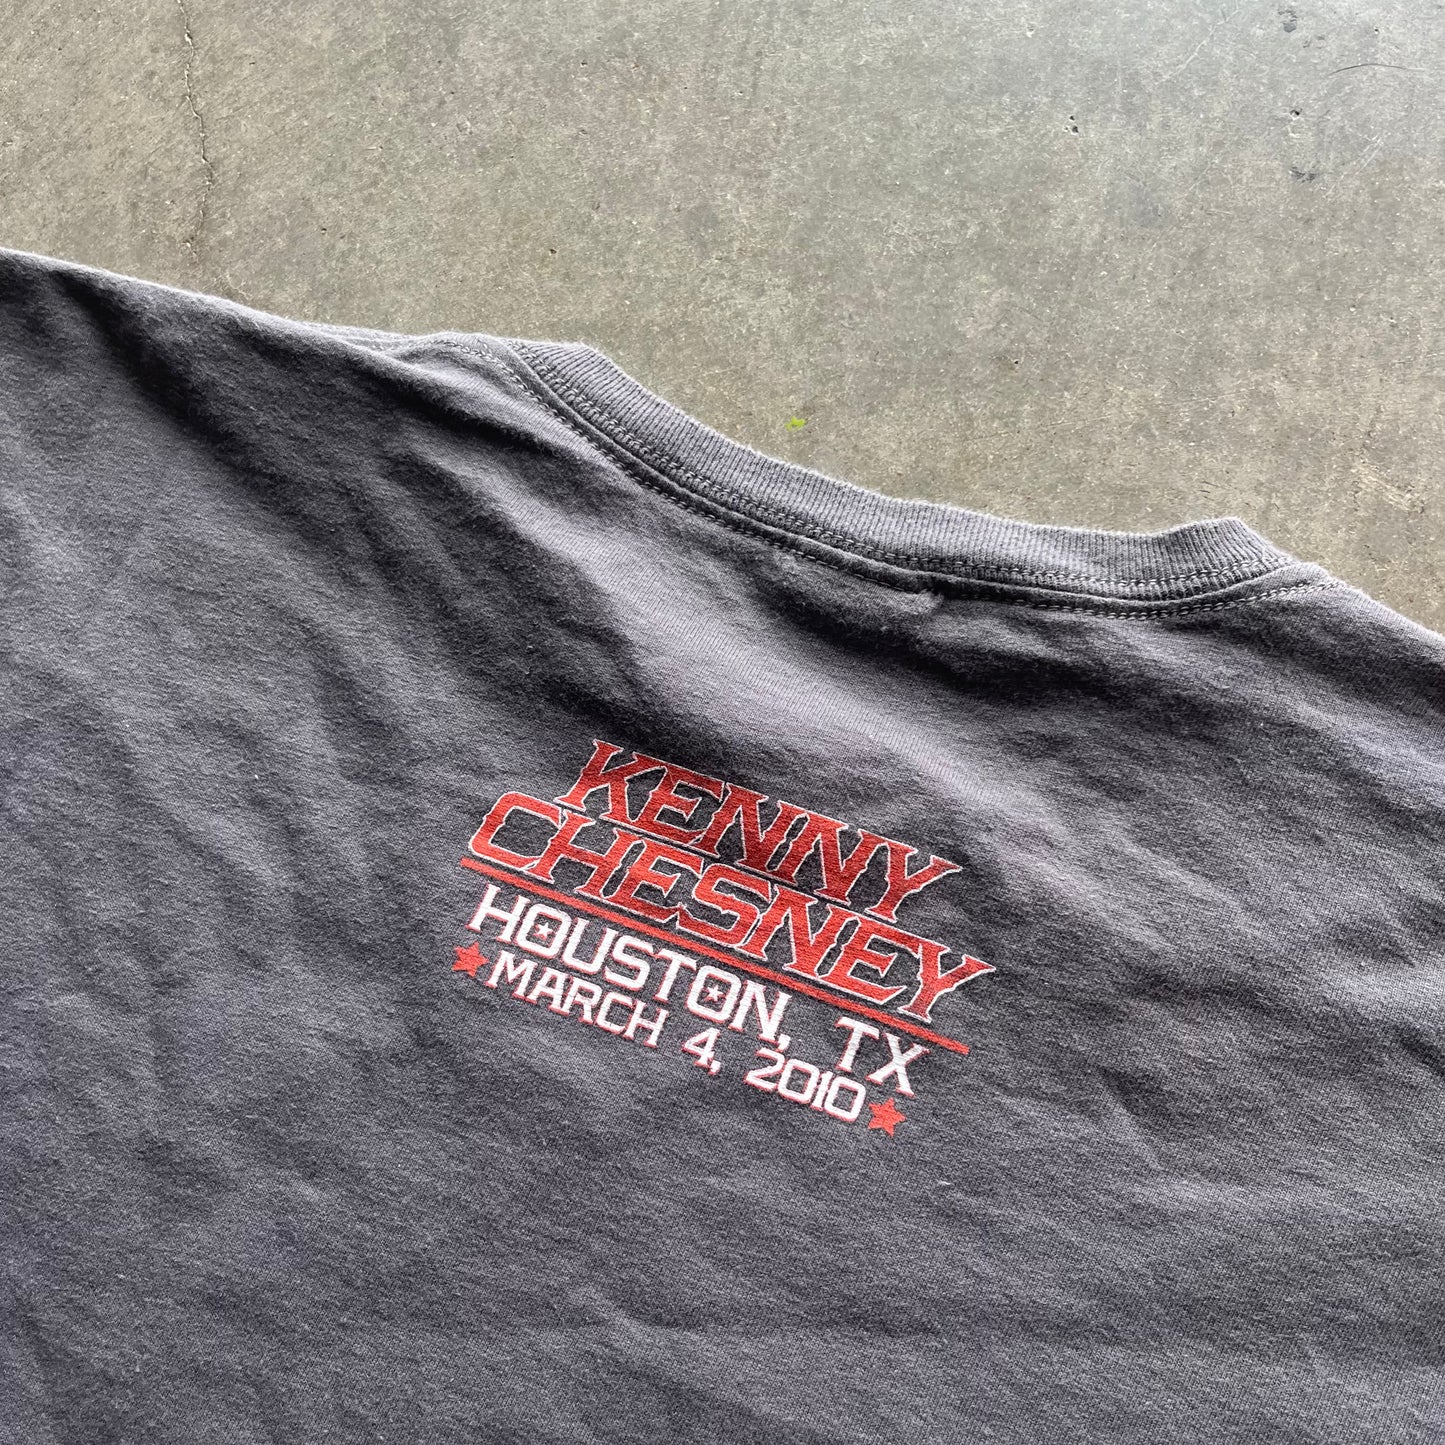 KENNY
CHESNEY
HOUSTON, TX
MARCH 4, 2010